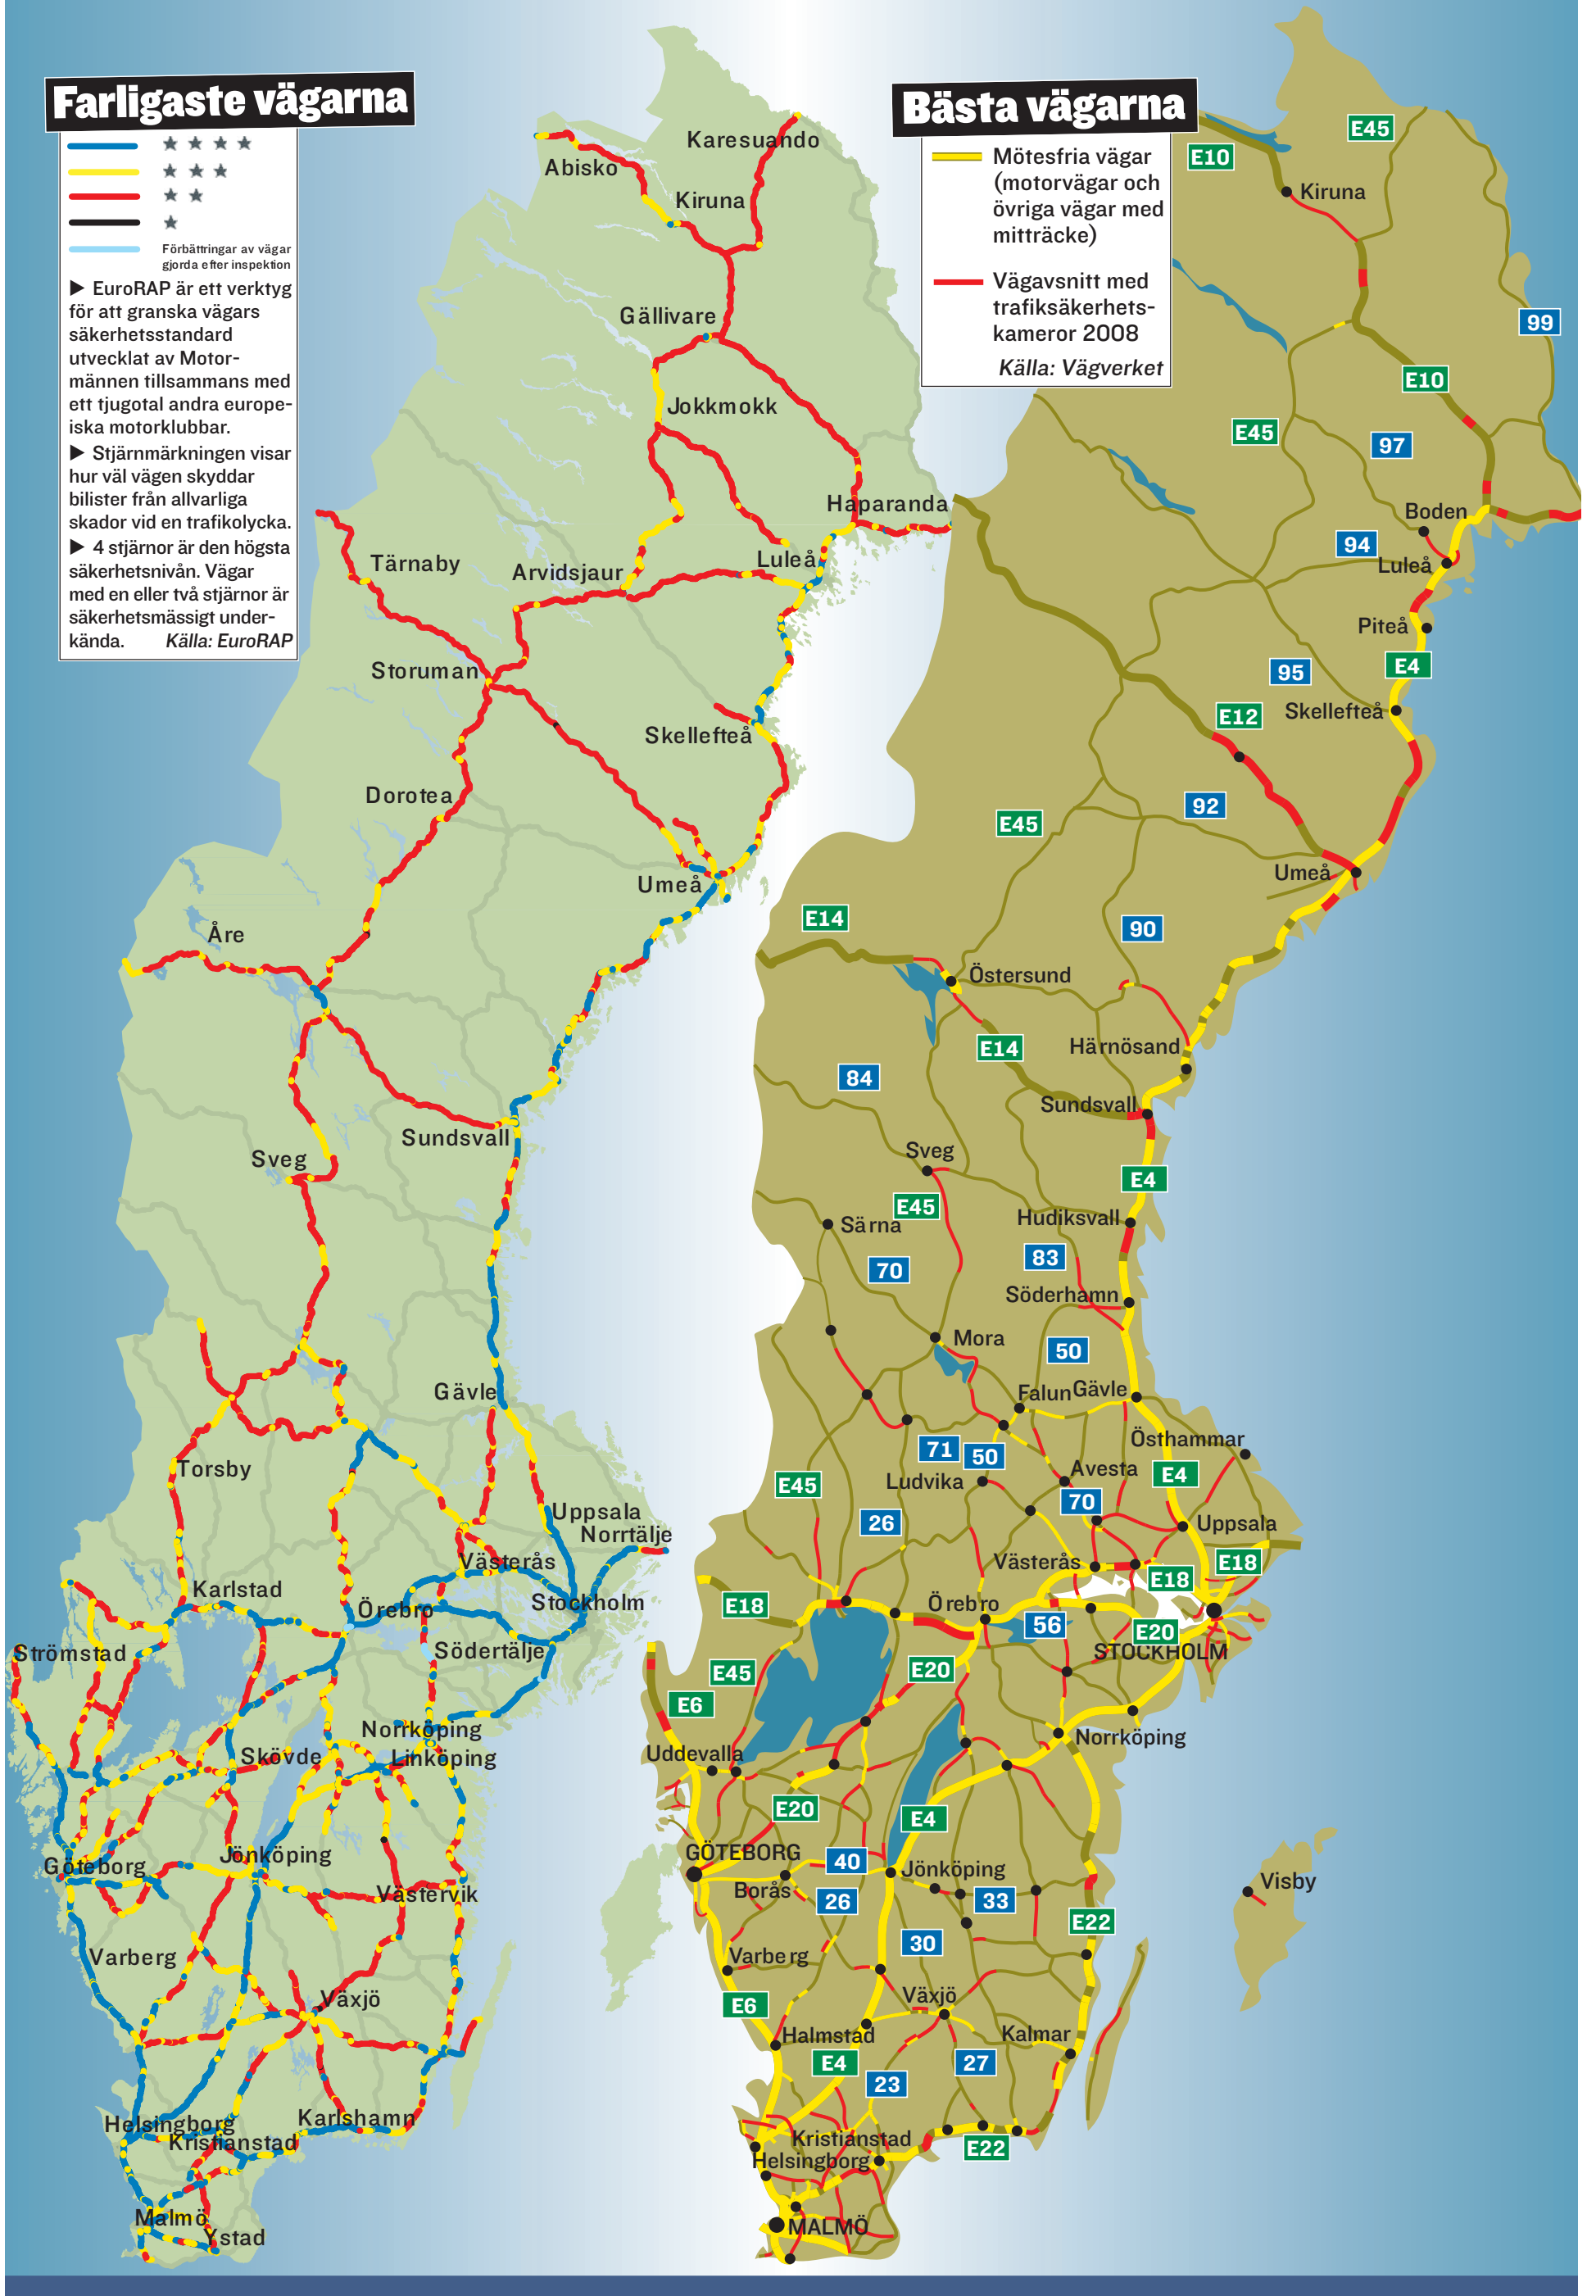 Farligaste vägarna
Förbättringar av vägar
gjorda efter inspektion
▶ EuroRAP är ett verktyg
för att granska vägars
säkerhetsstandard
utvecklat av Motor-
männen tillsammans med
ett tjugotal andra europe-
iska motorklubbar.
▶ Stjärnmärkningen visar
hur väl vägen skyddar
bilister från allvarliga
skador vid en trafikolycka.
▶ 4 stjärnor är den högsta
säkerhetsnivån. Vägar
med en eller två stjärnor är
säkerhetsmässigt under-
kända. Källa: EuroRAP
Karesuando
Abisko
Kiruna
Gällivare
Jokkmokk
Haparanda
Tärnaby
Arvidsjaur
Luleå
Storuman
Skellefteå
Dorotea
Umeå
Åre
Sundsvall
Sveg
Gävle
Torsby
Uppsala
Norrtälje
Västerås
Karlstad
Örebro
Stockholm
Strömstad
Södertälje
Norrköping
Skövde
Linköping
Jönköping
Göteborg
Västervik
Varberg
Växjö
Helsingborg
Karlshamn
Kristianstad
Malmö
Ystad
Bästa vägarna
Mötesfria vägar
(motorvägar och
övriga vägar med
mitträcke)
Vägavsnitt med
trafiksäkerhets-
kameror 2008
Källa: Vägverket
E45
E10
Kiruna
99
E10
E45
97
Boden
94
Luleå
Piteå
E4
95
Skellefteå
E12
92
E45
Umeå
E14
90
Östersund
E14
Härnösand
84
Sundsvall
Sveg
E4
E45
Särna
Hudiksvall
83
70
Söderhamn
Mora
50
Falun
Gävle
Östhammar
71
50
Avesta
E4
Ludvika
E45
70
26
Uppsala
Västerås
E18
E18
E18
Örebro
56
E20
STOCKHOLM
E20
E45
E6
Norrköping
Uddevalla
E20
E4
GÖTEBORG
40
Jönköping
Visby
Borås
26
33
E22
30
Varberg
E6
Växjö
Halmstad
Kalmar
E4
27
23
Kristianstad
E22
Helsingborg
MALMÖ